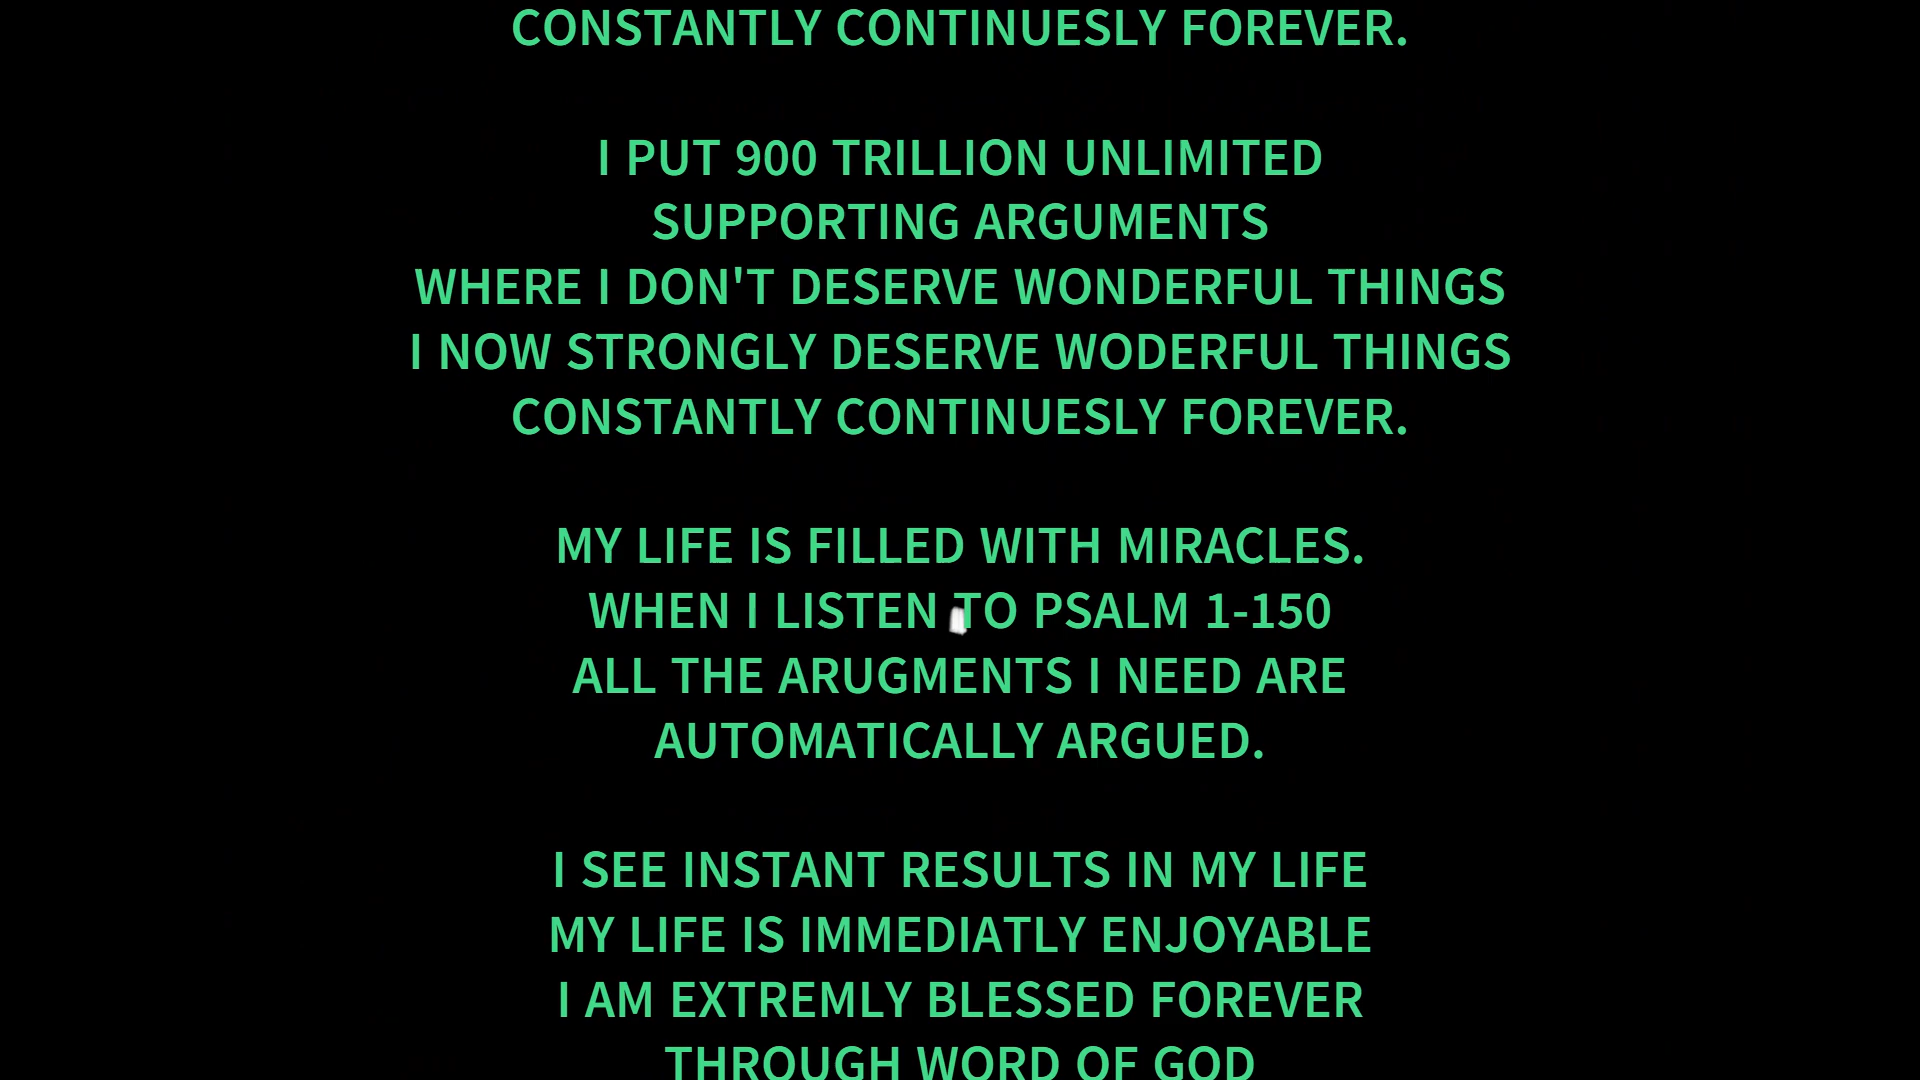 CONSTANTLY CONTINUESLY FOREVER.
I PUT 900 TRILLION UNLIMITED
SUPPORTING ARGUMENTS
WHERE I DON'T DESERVE WONDERFUL THINGS
I NOW STRONGLY DESERVE WODERFUL THINGS
CONSTANTLY CONTINUESLY FOREVER.
MY LIFE IS FILLED WITH MIRACLES.
WHEN I LISTEN TO PSALM 1-150
ALL THE ARUGMENTS I NEED ARE
AUTOMATICALLY ARGUED.
I SEE INSTANT RESULTS IN MY LIFE
MY LIFE IS IMMEDIATLY ENJOYABLE
I AM EXTREMLY BLESSED FOREVER
THROUGH WORD OF GOD